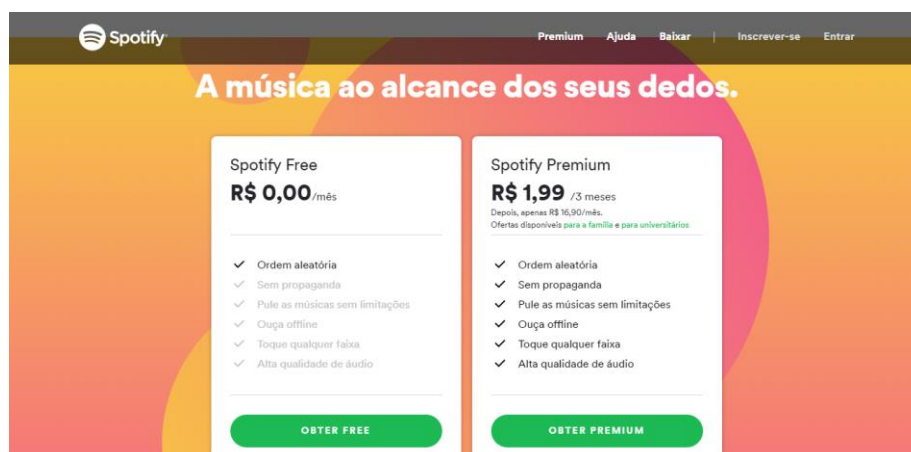 Spotify
Premium Ajuda Baixar | Inscrever-se Entrar
A música ao alcance dos seus dedos.
Spotify Free
R$ 0,00/mês
Ordem aleatória
Sem propaganda
Pule as músicas sem limitações
Ouça offline
Toque qualquer faixa
Alta qualidade de áudio
OBTER FREE
Spotify Premium
R$ 1,99 /3 meses
Depois, apenas R$ 16,90/mês.
Ofertas disponíveis para a família e para universitários
Ordem aleatória
Sem propaganda
Pule as músicas sem limitações
Ouça offline
Toque qualquer faixa
Alta qualidade de áudio
OBTER PREMIUM